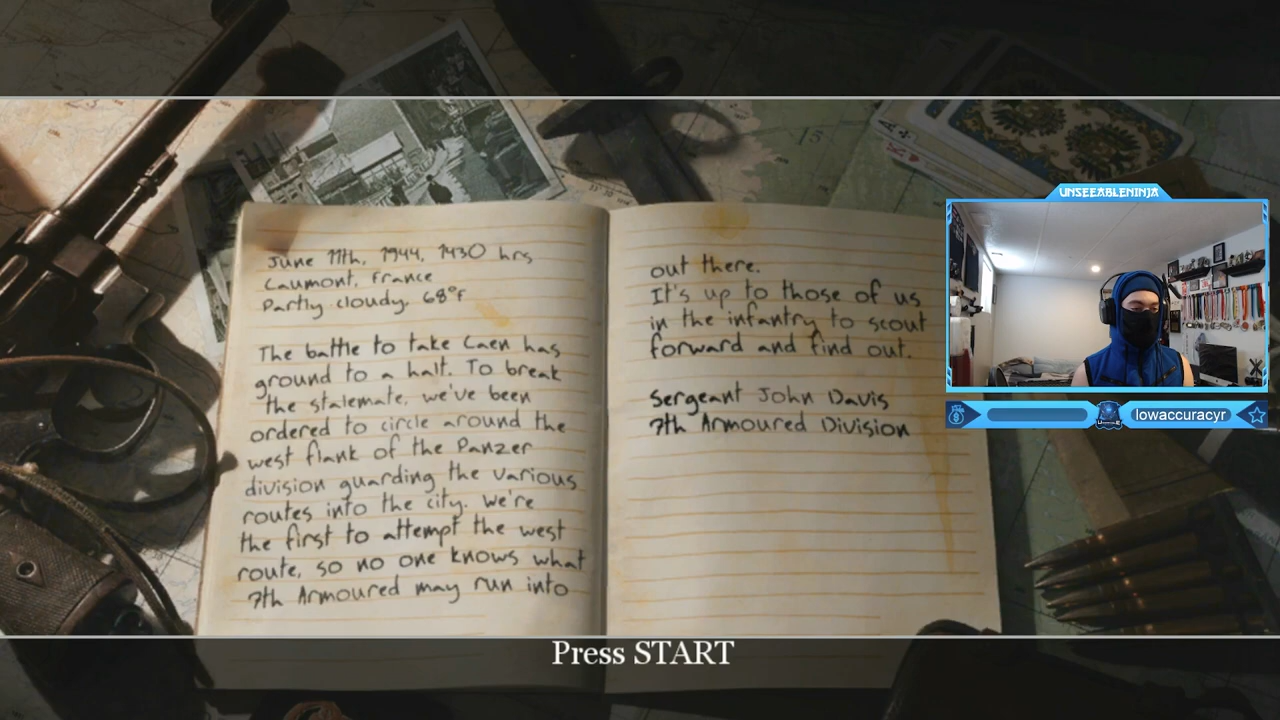 June 11th, 1944, 1430 hrs
Caumont, France
Partly cloudy, 68°F
The battle to take Caen has
ground to a halt. To break
the stalemate, we've been
ordered to circle around the
west flank of the Panzer
division guarding the various
routes into the city. We're
the first to attempt the west
route, so no one knows what
7th Armoured may run into
out there.
It's up to those of us
in the infantry to scout
forward and find out.
Sergeant John Davis
7th Armoured Division
UNSEEABLENINJA
lowaccuracyr
Press START